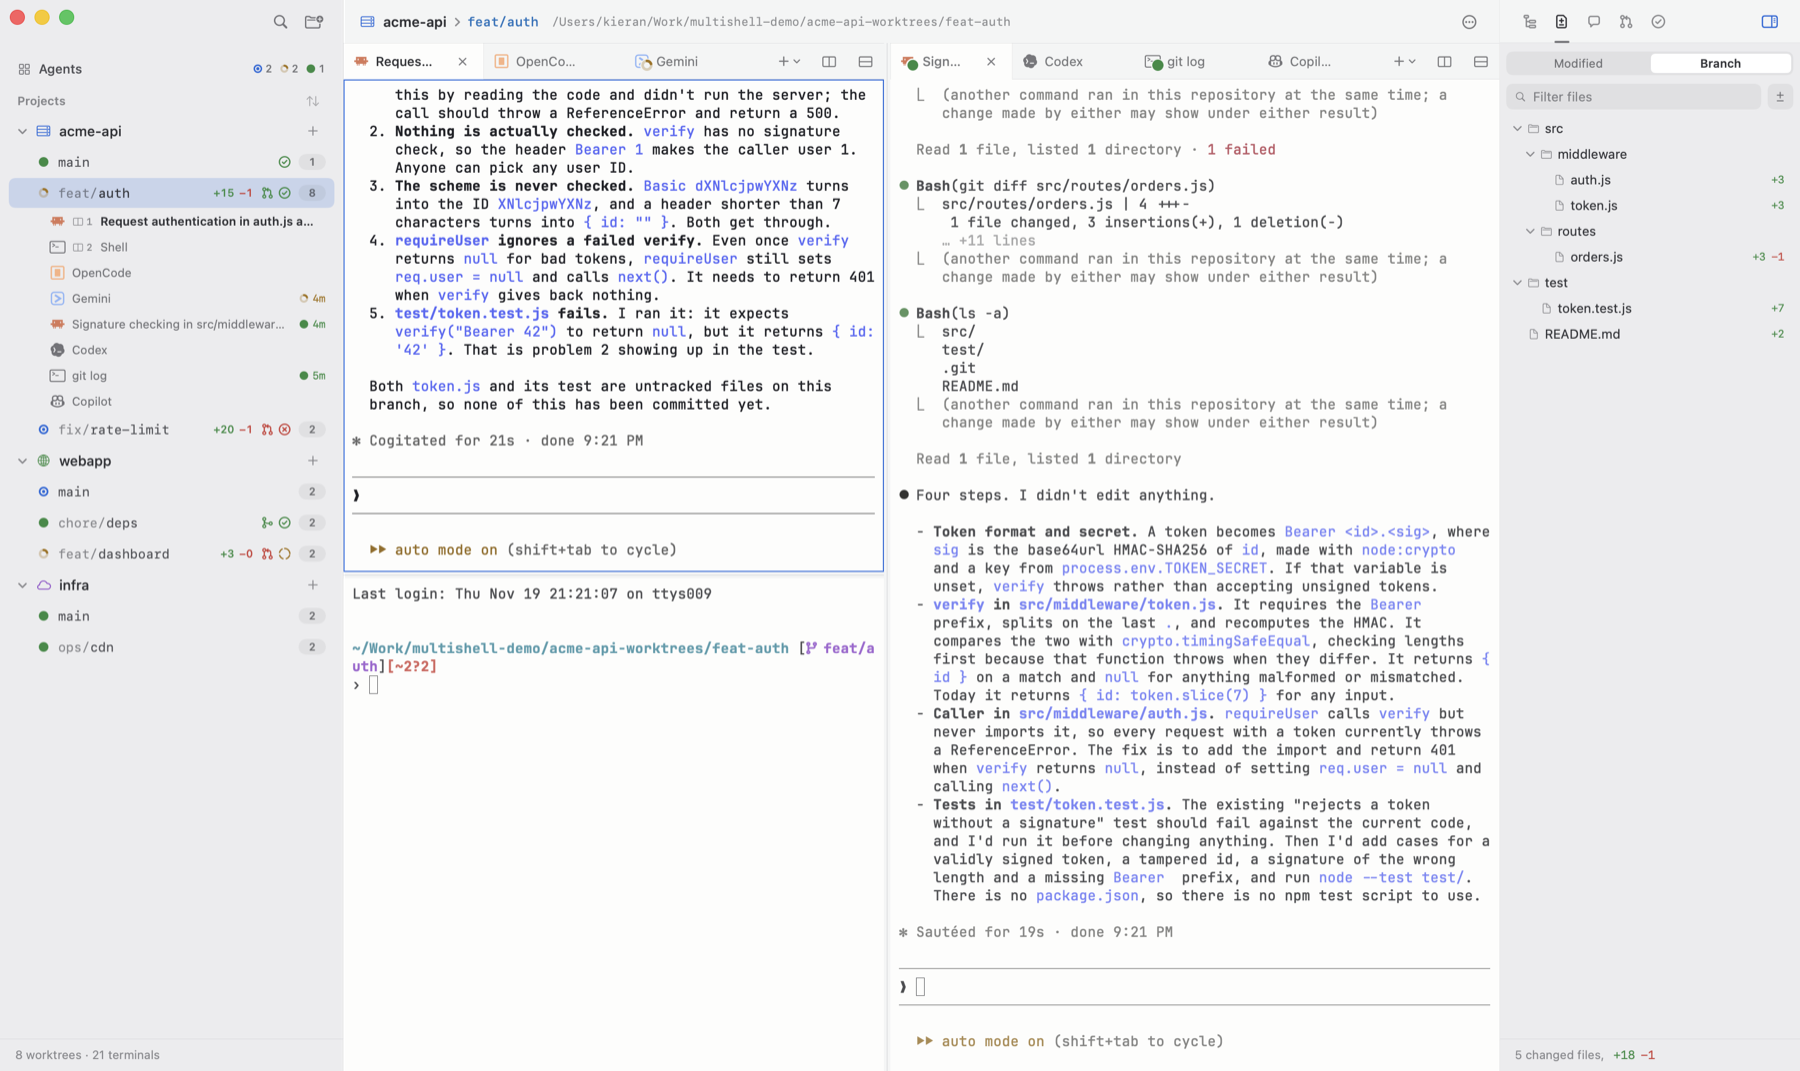 Agents
2 2 1
Projects
acme-api
main 1
feat/auth +15 −1 8
1 Request authentication in auth.js a...
2 Shell
OpenCode
Gemini 4m
Signature checking in src/middlewar... 4m
Codex
git log 5m
Copilot
fix/rate-limit +20 −1 2
webapp
main 2
chore/deps 2
feat/dashboard +3 −0 2
infra
main 2
ops/cdn 2
8 worktrees · 21 terminals
acme-api › feat/auth /Users/kieran/Work/multishell-demo/acme-api-worktrees/feat-auth
Reques...
OpenCo...
Gemini
this by reading the code and didn't run the server; the
call should throw a ReferenceError and return a 500.
2. Nothing is actually checked. verify has no signature
check, so the header Bearer 1 makes the caller user 1.
Anyone can pick any user ID.
3. The scheme is never checked. Basic dXNlcjpwYXNz turns
into the ID XNlcjpwYXNz, and a header shorter than 7
characters turns into { id: "" }. Both get through.
4. requireUser ignores a failed verify. Even once verify
returns null for bad tokens, requireUser still sets
req.user = null and calls next(). It needs to return 401
when verify gives back nothing.
5. test/token.test.js fails. I ran it: it expects
verify("Bearer 42") to return null, but it returns { id:
'42' }. That is problem 2 showing up in the test.
Both token.js and its test are untracked files on this
branch, so none of this has been committed yet.
✻ Cogitated for 21s · done 9:21 PM
❯
⏵⏵ auto mode on (shift+tab to cycle)
Last login: Thu Nov 19 21:21:07 on ttys009
~/Work/multishell-demo/acme-api-worktrees/feat-auth [ feat/a
uth][~2?2]
›
Sign...
Codex
git log
Copil...
⎿ (another command ran in this repository at the same time; a
change made by either may show under either result)
Read 1 file, listed 1 directory · 1 failed
Bash(git diff src/routes/orders.js)
⎿ src/routes/orders.js | 4 +++-
1 file changed, 3 insertions(+), 1 deletion(-)
… +11 lines
⎿ (another command ran in this repository at the same time; a
change made by either may show under either result)
Bash(ls -a)
⎿ src/
test/
.git
README.md
⎿ (another command ran in this repository at the same time; a
change made by either may show under either result)
Read 1 file, listed 1 directory
Four steps. I didn't edit anything.
- Token format and secret. A token becomes Bearer <id>.<sig>, where
sig is the base64url HMAC-SHA256 of id, made with node:crypto
and a key from process.env.TOKEN_SECRET. If that variable is
unset, verify throws rather than accepting unsigned tokens.
- verify in src/middleware/token.js. It requires the Bearer
prefix, splits on the last ., and recomputes the HMAC. It
compares the two with crypto.timingSafeEqual, checking lengths
first because that function throws when they differ. It returns {
id } on a match and null for anything malformed or mismatched.
Today it returns { id: token.slice(7) } for any input.
- Caller in src/middleware/auth.js. requireUser calls verify but
never imports it, so every request with a token currently throws
a ReferenceError. The fix is to add the import and return 401
when verify returns null, instead of setting req.user = null and
calling next().
- Tests in test/token.test.js. The existing "rejects a token
without a signature" test should fail against the current code,
and I'd run it before changing anything. Then I'd add cases for a
validly signed token, a tampered id, a signature of the wrong
length and a missing Bearer  prefix, and run node --test test/.
There is no package.json, so there is no npm test script to use.
✻ Sautéed for 19s · done 9:21 PM
❯
⏵⏵ auto mode on (shift+tab to cycle)
Modified
Branch
Filter files
src
middleware
auth.js +3
token.js +3
routes
orders.js +3 −1
test
token.test.js +7
README.md +2
5 changed files, +18 −1